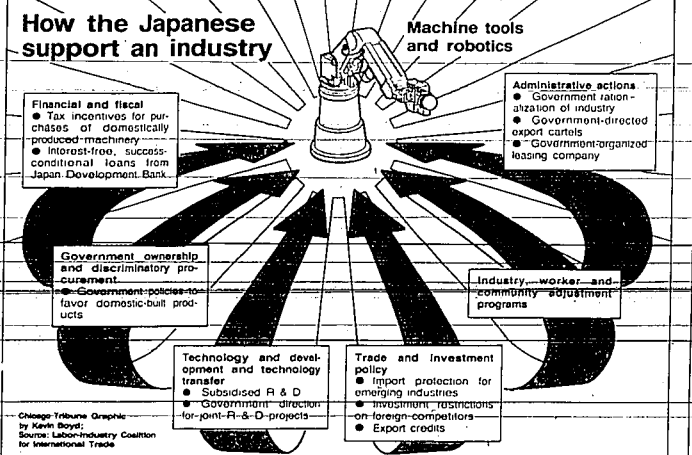 How the Japanese
support an industry
Machine tools
and robotics
Financial and fiscal
● Tax incentives for pur-
chases of domestically
produced machinery
● Interest-free, success-
conditional loans from
Japan Development Bank
Administrative actions
● Government ration-
alization of industry
● Government-directed
export cartels
● Government-organized
leasing company
Government ownership
and discriminatory pro-
curement
● Government policies to
favor domestic-built prod-
ucts
Industry, worker and
community adjustment
programs
Technology and devel-
opment and technology
transfer
● Subsidised R & D
● Government direction
for joint R & D projects
Trade and investment
policy
● Import protection for
emerging industries
● Investment restrictions
on foreign competitors
● Export credits
Chicago Tribune Graphic
by Kevin Boyd;
Source: Labor-Industry Coalition
for International Trade